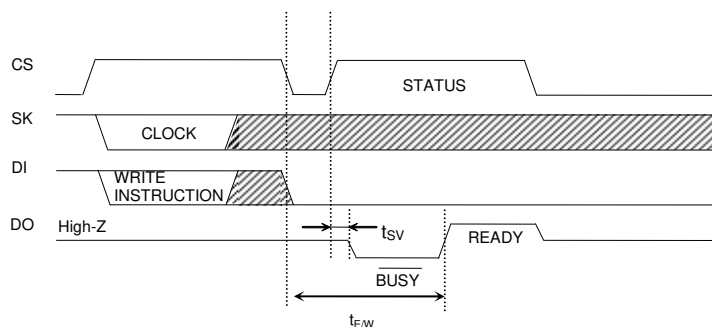 CS
STATUS
SK
CLOCK
DI
WRITE
INSTRUCTION
DO
High-Z
tSV
READY
BUSY
tE/W